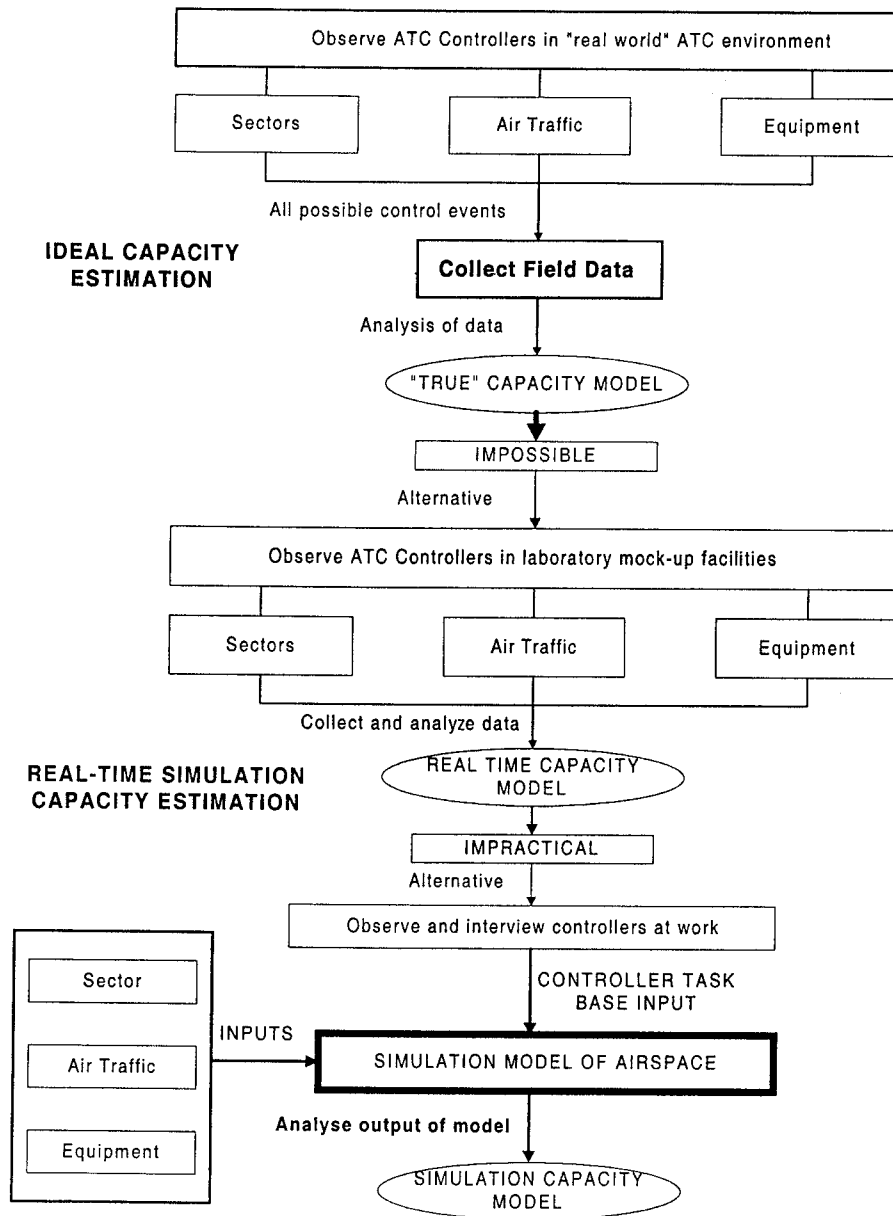 Observe ATC Controllers in "real world" ATC environment
Sectors
Air Traffic
Equipment
All possible control events
IDEAL CAPACITY
ESTIMATION
Collect Field Data
Analysis of data
"TRUE" CAPACITY MODEL
IMPOSSIBLE
Alternative
Observe ATC Controllers in laboratory mock-up facilities
Sectors
Air Traffic
Equipment
Collect and analyze data
REAL-TIME SIMULATION
CAPACITY ESTIMATION
REAL TIME CAPACITY
MODEL
IMPRACTICAL
Alternative
Observe and interview controllers at work
CONTROLLER TASK
BASE INPUT
Sector
Air Traffic
Equipment
INPUTS
SIMULATION MODEL OF AIRSPACE
Analyse output of model
SIMULATION CAPACITY
MODEL